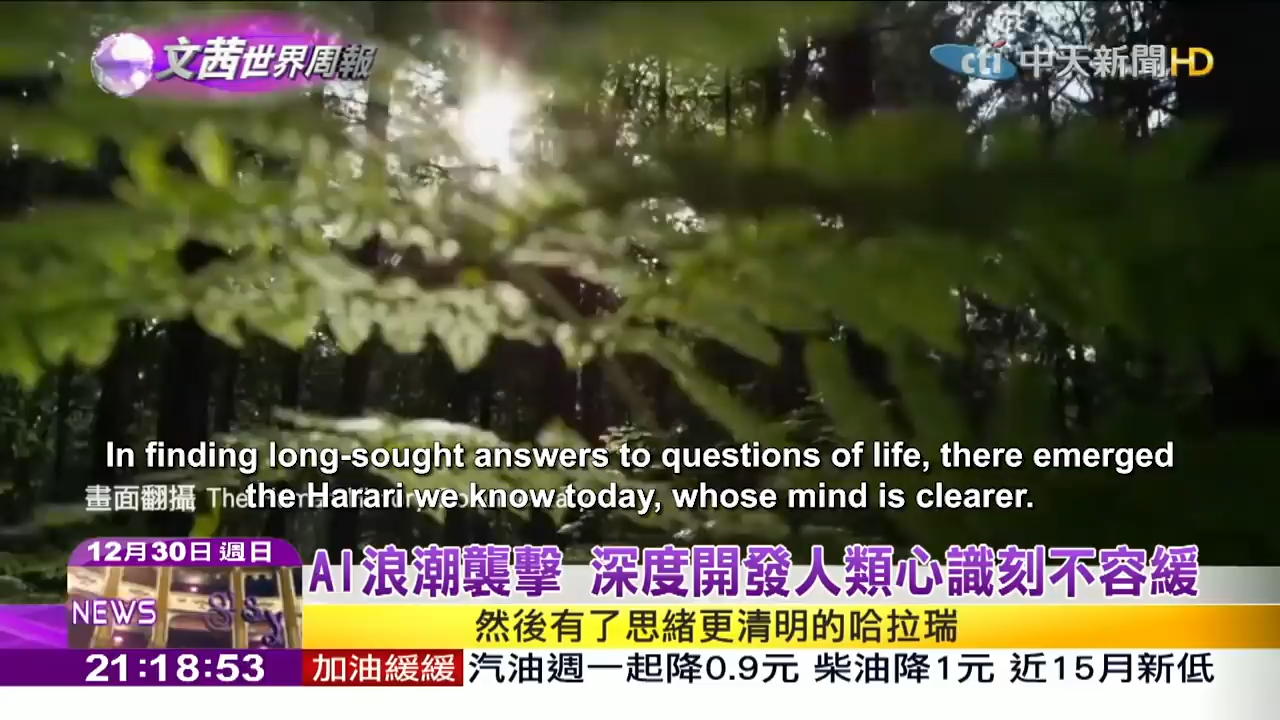 文茜世界周報
cti 中天新聞HD
In finding long-sought answers to questions of life, there emerged
畫面翻攝 The
the Harari we know today, whose mind is clearer.
12月30日 週日
AI浪潮襲擊 深度開發人類心識刻不容緩
NEWS
然後有了思緒更清明的哈拉瑞
21:18:53
加油緩緩 汽油週一起降0.9元 柴油降1元 近15月新低